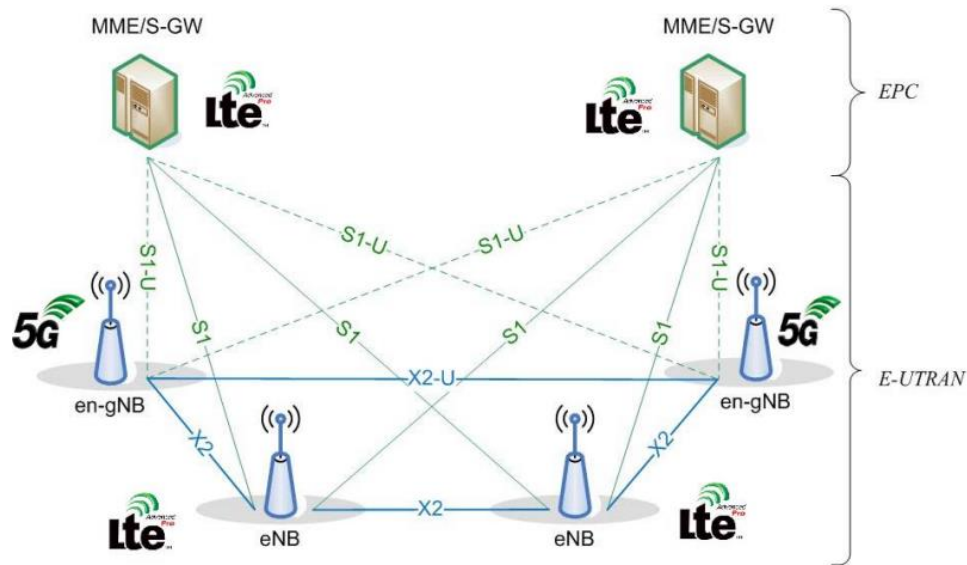 MME/S-GW
MME/S-GW
Advanced
Pro
LTE
Advanced
Pro
LTE
EPC
S1-U
S1-U
S1-U
S1-U
S1
S1
S1
S1
5G
5G
X2-U
en-gNB
en-gNB
E-UTRAN
X2
X2
X2
Advanced
Pro
LTE
eNB
eNB
Advanced
Pro
LTE